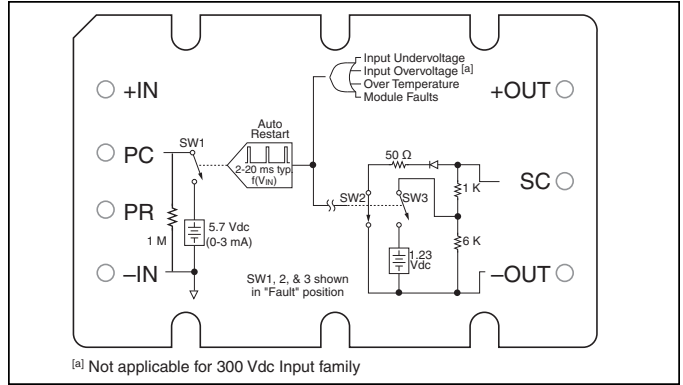 Input Undervoltage
Input Overvoltage [a]
Over Temperature
Module Faults
+IN
+OUT
Auto
Restart
SW1
PC
2-20 ms typ.
f(VIN)
50 Ω
SW2
SW3
1 K
SC
PR
5.7 Vdc
(0-3 mA)
1 M
6 K
1.23
Vdc
–IN
SW1, 2, & 3 shown
in "Fault" position
–OUT
[a] Not applicable for 300 Vdc Input family